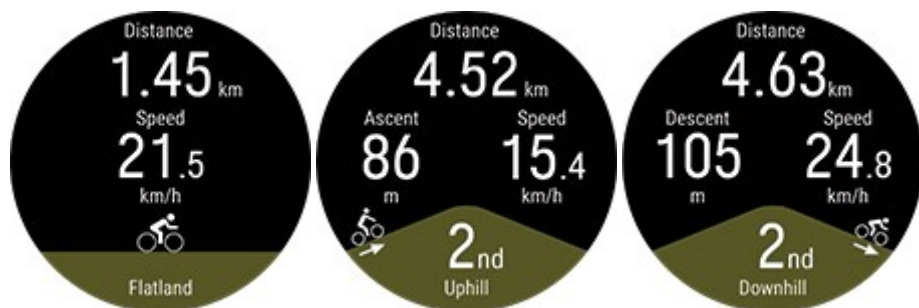 Distance
1.45 km
Speed
21.5
km/h
Flatland
Distance
4.52 km
Ascent Speed
86 15.4
m km/h
2nd
Uphill
Distance
4.63 km
Descent Speed
105 24.8
m km/h
2nd
Downhill